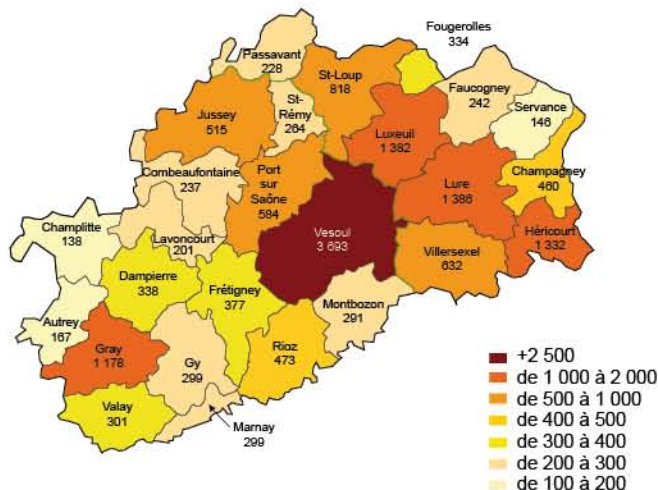 Fougerolles
334
Passavant
228
St-Loup
818
Faucogney
242
Servance
146
Jussey
515
St-
Rémy
264
Luxeuil
1 382
Combeaufontaine
237
Port
sur
Saône
584
Lure
1 386
Champagney
460
Champlitte
138
Lavoncourt
201
Vesoul
3 693
Héricourt
1 332
Villersexel
632
Dampierre
338
Frétigney
377
Montbozon
291
Autrey
167
Gray
1 178
Gy
299
Rioz
473
Valay
301
Marnay
299
+2 500
de 1 000 à 2 000
de 500 à 1 000
de 400 à 500
de 300 à 400
de 200 à 300
de 100 à 200